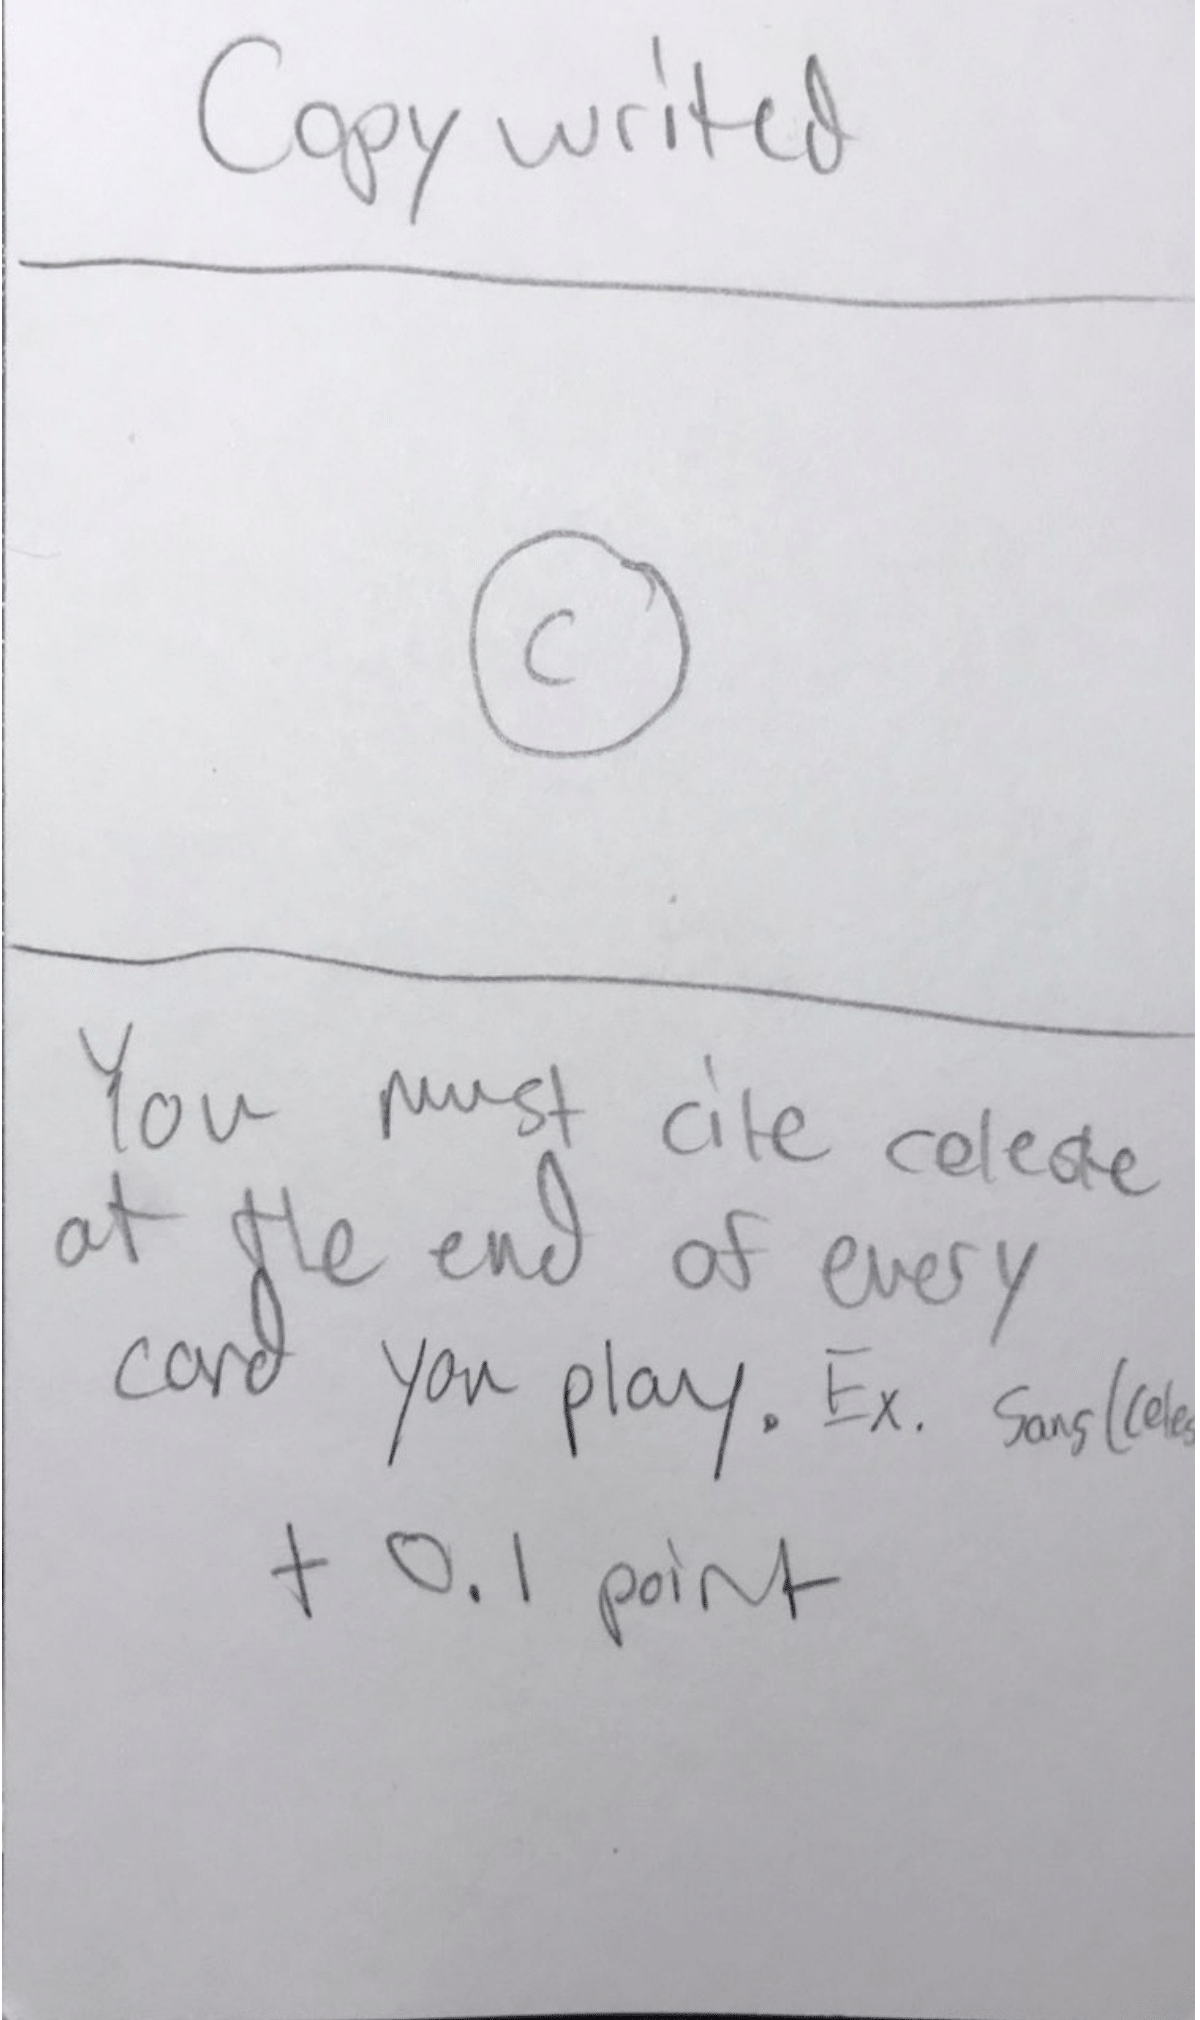 Copy writed
C
You must cite celeste
at the end of every
card you play. Ex. Sans (Celes
+ 0.1 point